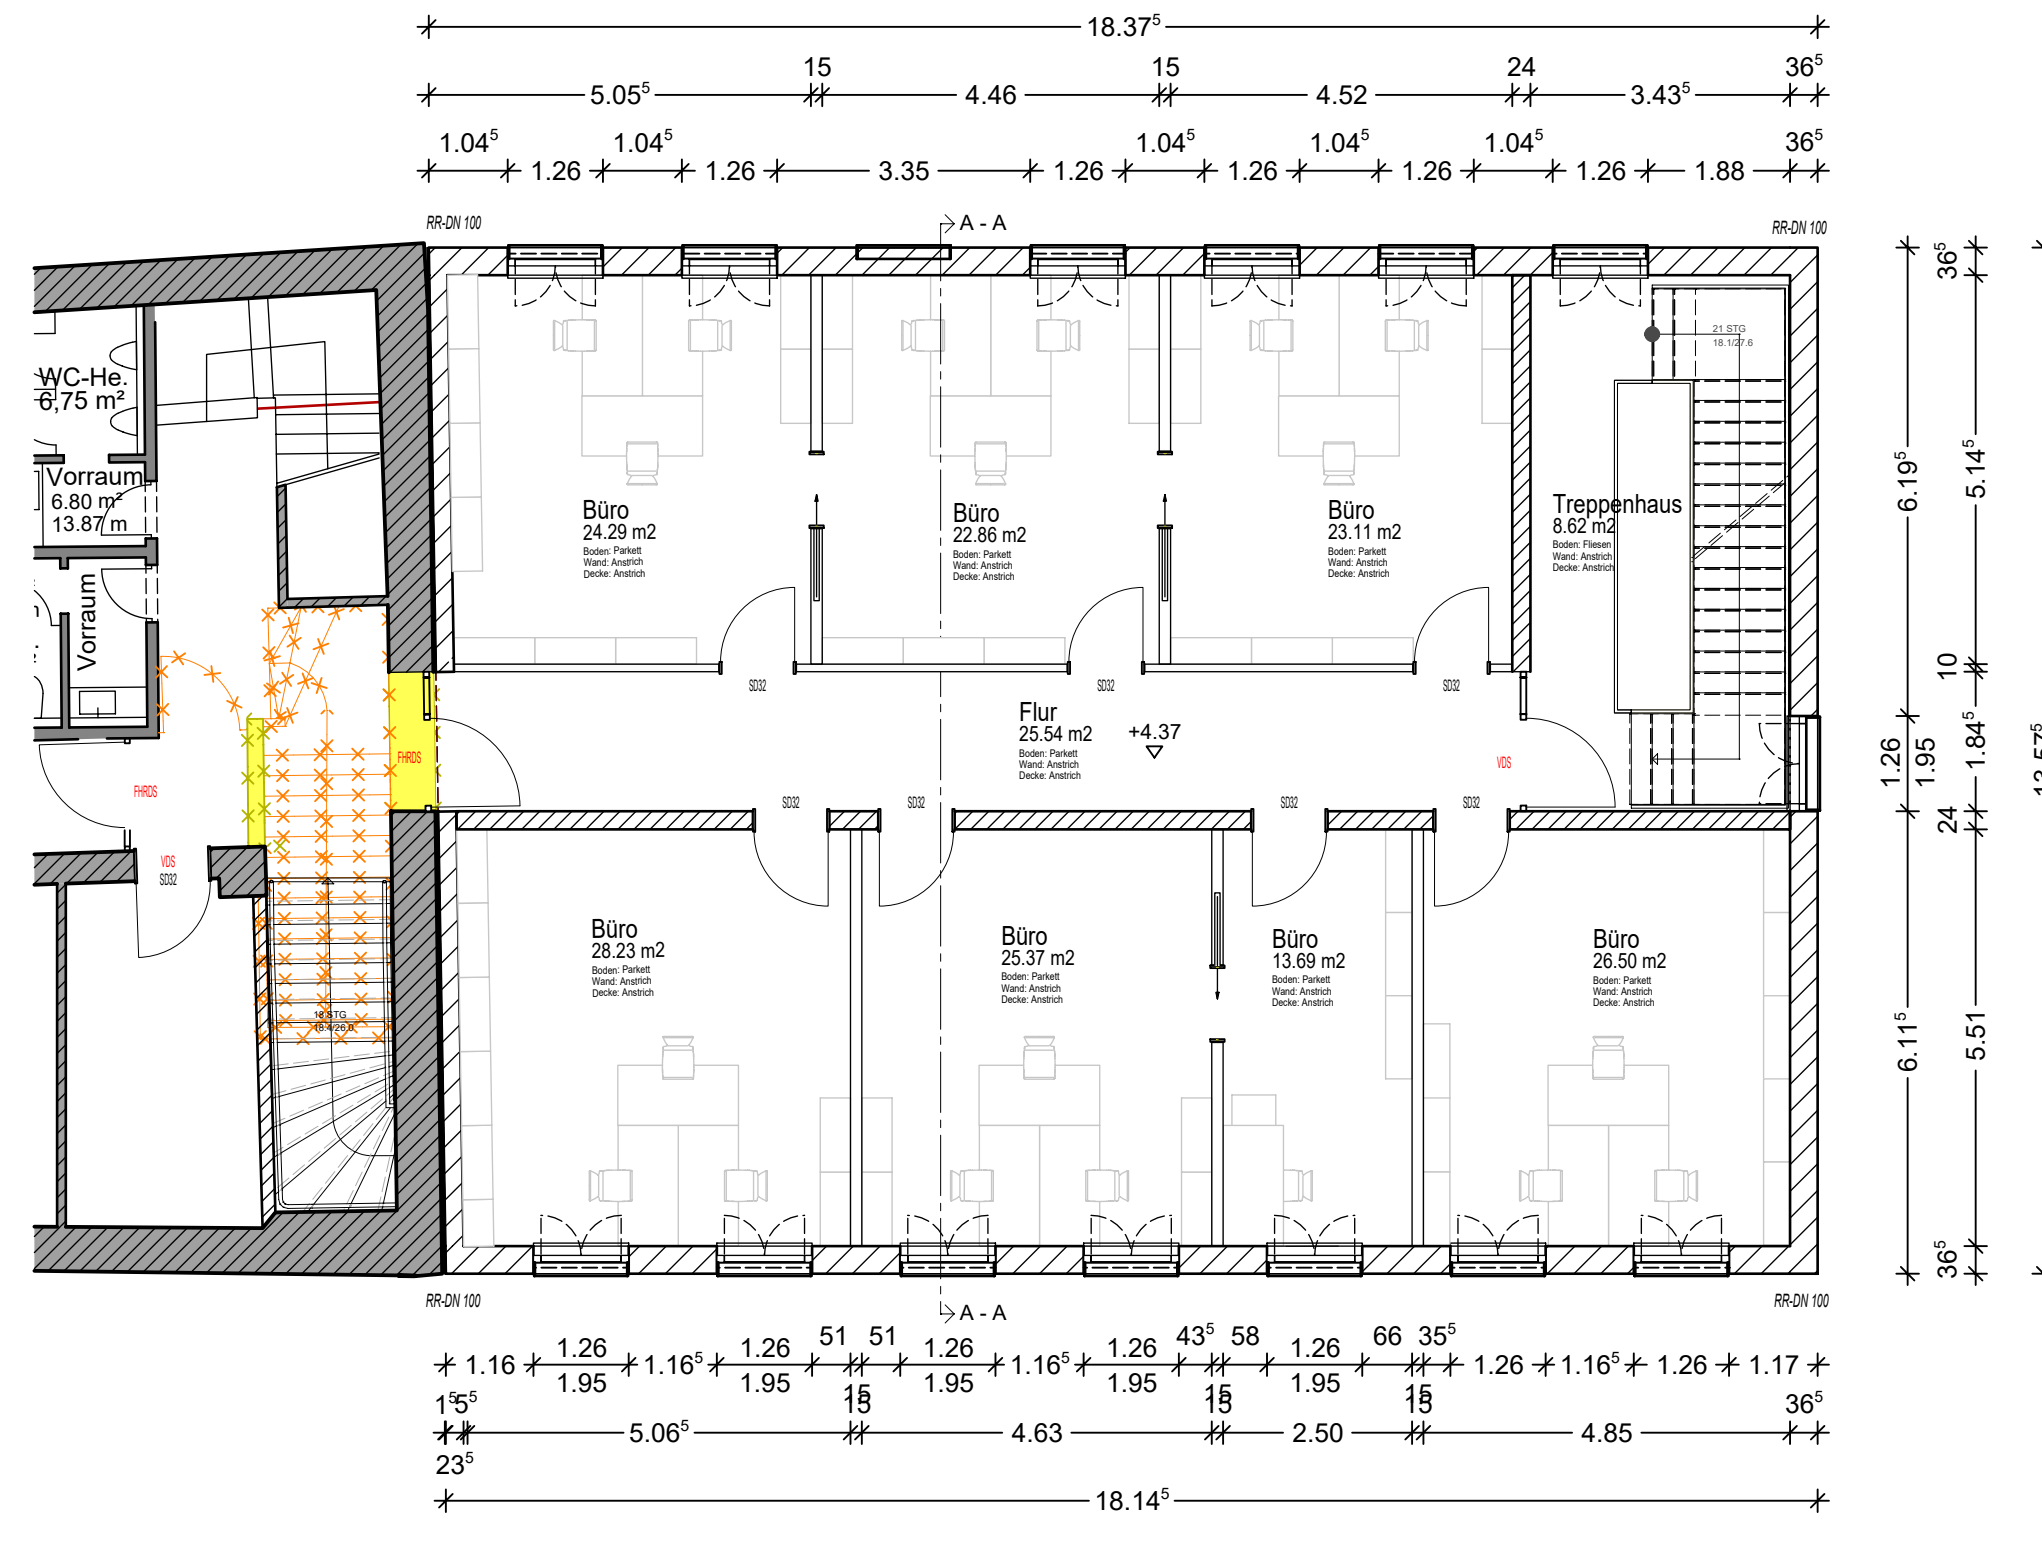 18.37⁵
15 15 24 36⁵
5.05⁵ 4.46 4.52 3.43⁵
1.04⁵ 1.04⁵ 1.04⁵ 1.04⁵ 1.04⁵ 36⁵
1.26 1.26 3.35 1.26 1.26 1.26 1.26 1.88
RR-DN 100
A - A
RR-DN 100
WC-He.
6,75 m²
Vorraum
6.80 m²
13.87 m
Vorraum
Büro
24.29 m2
Boden: Parkett
Wand: Anstrich
Decke: Anstrich
Büro
22.86 m2
Boden: Parkett
Wand: Anstrich
Decke: Anstrich
Büro
23.11 m2
Boden: Parkett
Wand: Anstrich
Decke: Anstrich
Treppenhaus
8.62 m2
Boden: Fliesen
Wand: Anstrich
Decke: Anstrich
21 STG
18.1/27.6
SD32
SD32
SD32
Flur
25.54 m2
Boden: Parkett
Wand: Anstrich
Decke: Anstrich
+4.37
FHRDS
FHRDS
VDS
SD32
VDS
SD32
SD32
SD32
SD32
Büro
28.23 m2
Boden: Parkett
Wand: Anstrich
Decke: Anstrich
Büro
25.37 m2
Boden: Parkett
Wand: Anstrich
Decke: Anstrich
Büro
13.69 m2
Boden: Parkett
Wand: Anstrich
Decke: Anstrich
Büro
26.50 m2
Boden: Parkett
Wand: Anstrich
Decke: Anstrich
18 STG
18.4/26.0
36⁵
6.19⁵
5.14⁵
10
1.26
1.95
1.84⁵
13.57⁵
24
6.11⁵
5.51
36⁵
RR-DN 100
A - A
RR-DN 100
51 51 43⁵ 58 66 35⁵
1.16 1.26 1.16⁵ 1.26 1.26 1.16⁵ 1.26 1.26 1.26 1.16⁵ 1.26 1.17
1.95 1.95 1.95 1.95 1.95
1⁵ 5⁵ 15 15 15 36⁵
5.06⁵ 4.63 2.50 4.85
23⁵
18.14⁵